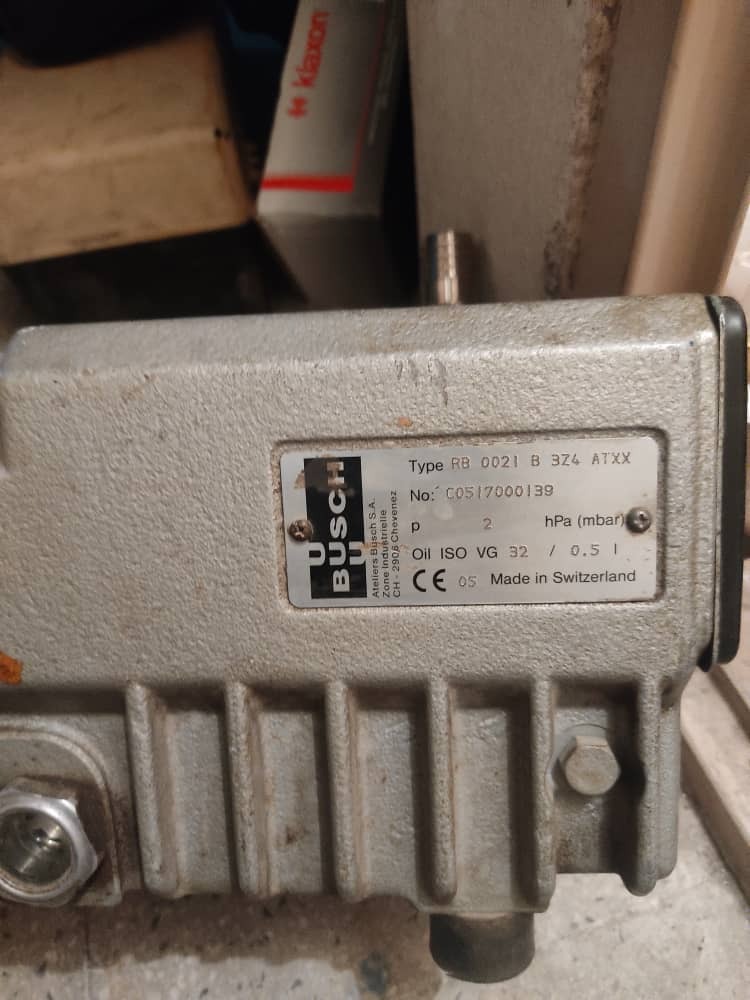 klaxon
Type RB 0021 B 3Z4 ATXX
No: C0517000139
p 2 hPa (mbar)
Oil ISO VG 32 / 0.5 l
CE 05 Made in Switzerland
BUSCH
Ateliers Busch S.A.
Zone Industrielle
CH - 2906 Chevenez